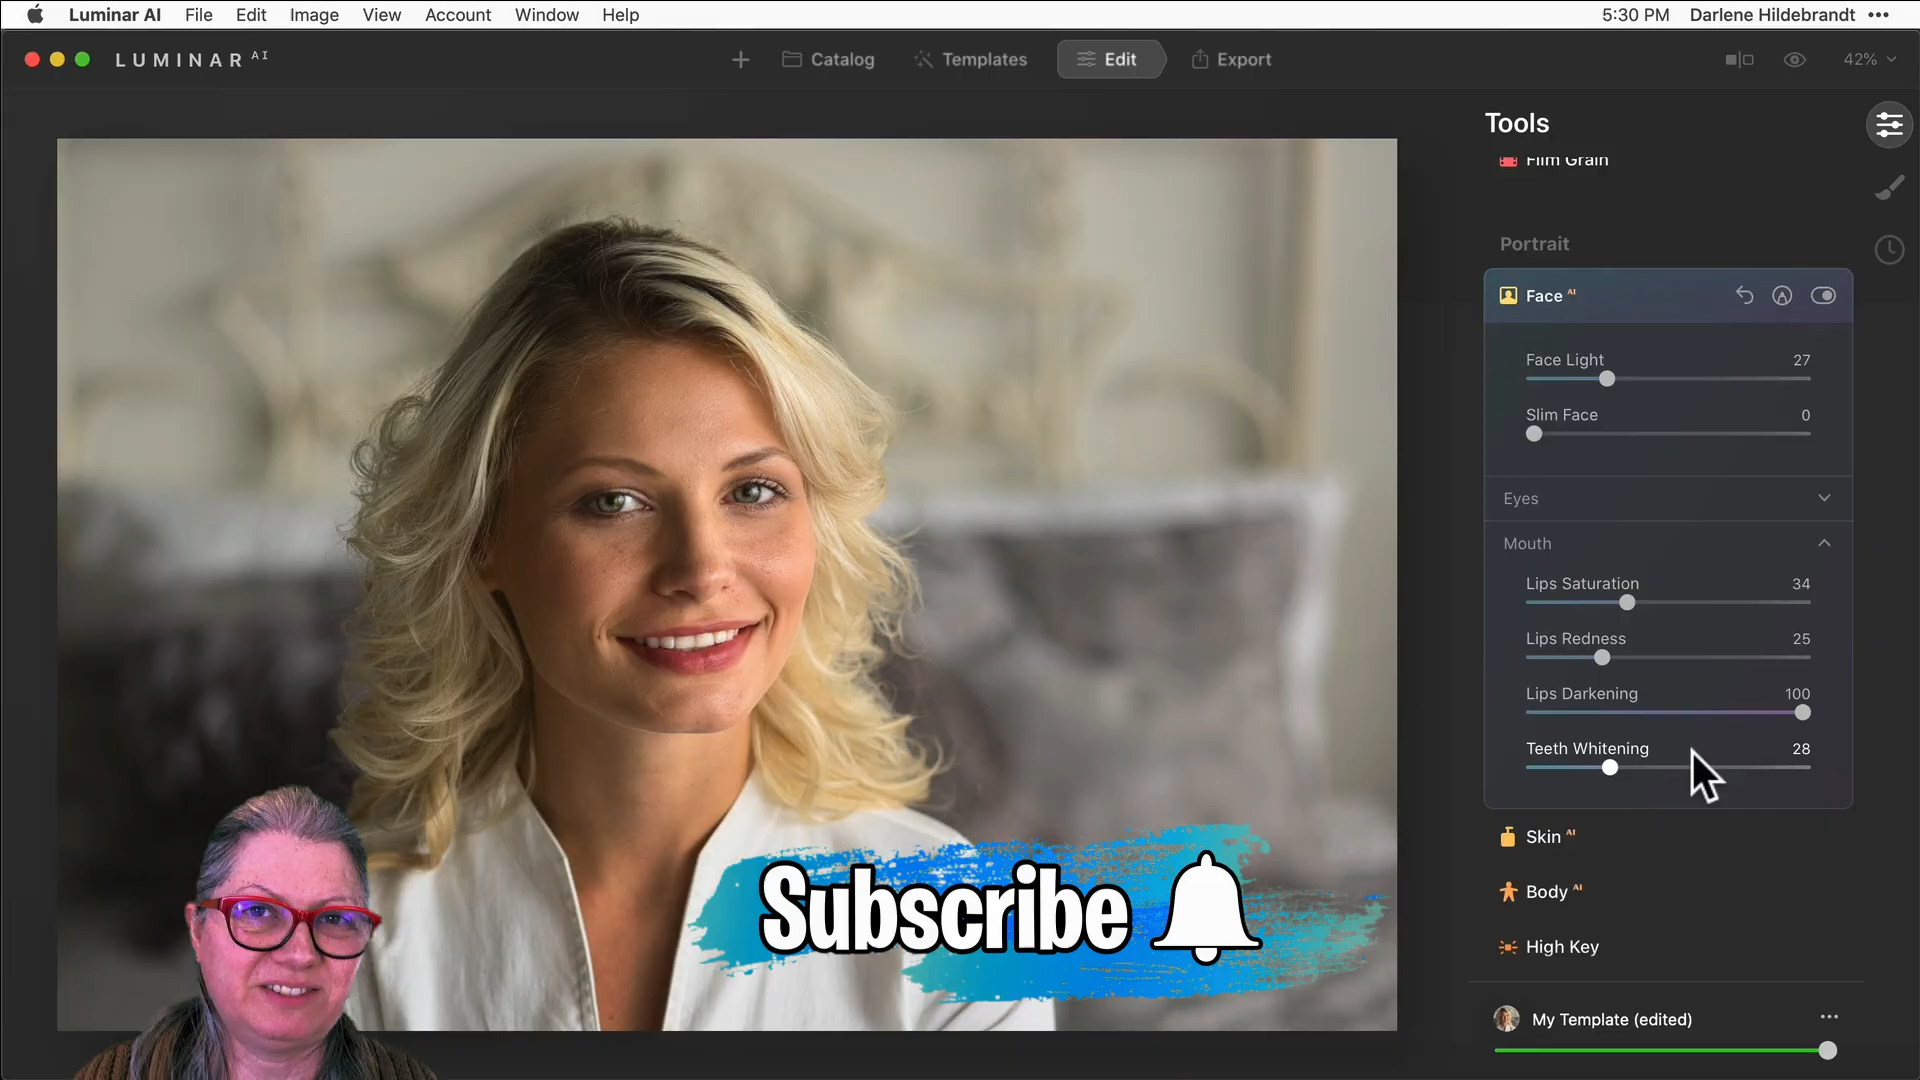 Luminar AI File Edit Image View Account Window Help 5:30 PM Darlene Hildebrandt
LUMINAR AI
Catalog Templates Edit Export 42%
Tools
Film Grain
Portrait
Face AI
Face Light 27
Slim Face 0
Eyes
Mouth
Lips Saturation 34
Lips Redness 25
Lips Darkening 100
Teeth Whitening 28
Skin AI
Body AI
High Key
My Template (edited)
Subscribe